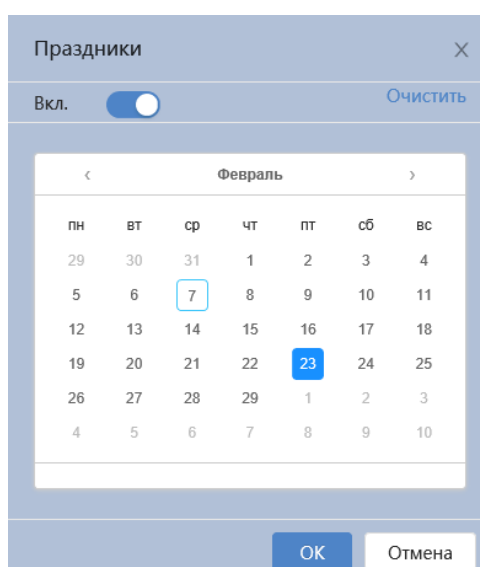 Праздники
Вкл. Очистить
Февраль
пн вт ср чт пт сб вс
29 30 31 1 2 3 4
5 6 7 8 9 10 11
12 13 14 15 16 17 18
19 20 21 22 23 24 25
26 27 28 29 1 2 3
4 5 6 7 8 9 10
OK Отмена